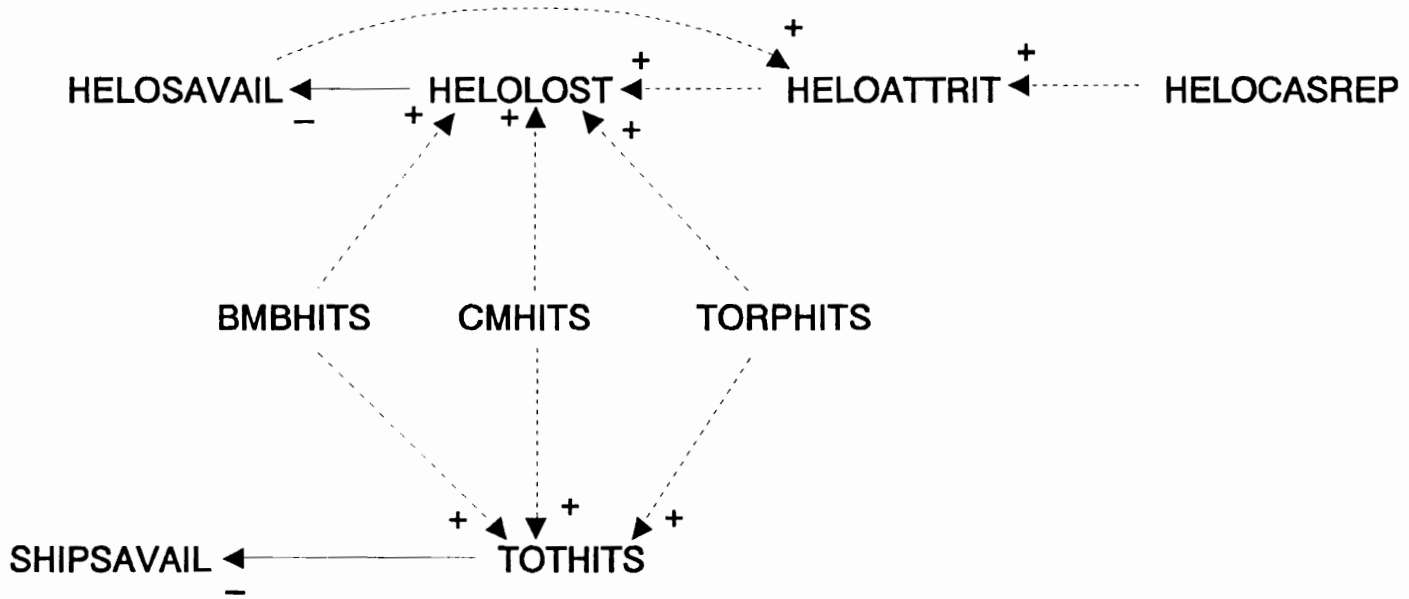 +
+ +
HELOSAVAIL HELOLOST HELOATTRIT HELOCASREP
− + + +
BMBHITS CMHITS TORPHITS
+ + +
SHIPSAVAIL TOTHITS
−